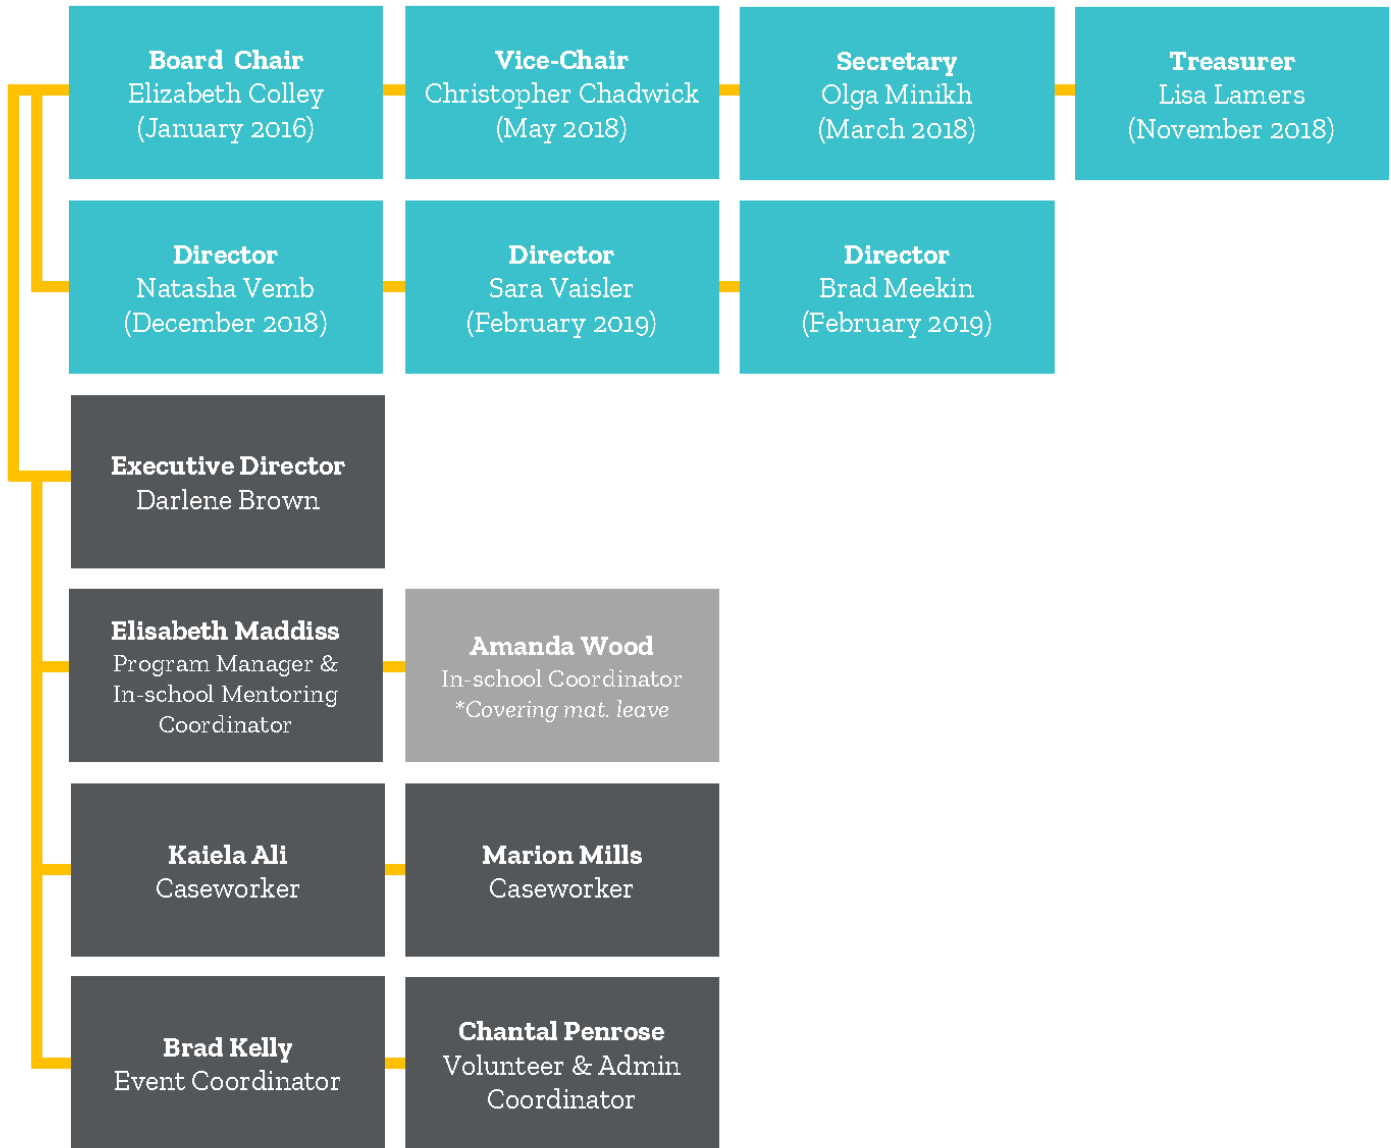 Board Chair
Elizabeth Colley
(January 2016)
Vice-Chair
Christopher Chadwick
(May 2018)
Secretary
Olga Minikh
(March 2018)
Treasurer
Lisa Lamers
(November 2018)
Director
Natasha Vemb
(December 2018)
Director
Sara Vaisler
(February 2019)
Director
Brad Meekin
(February 2019)
Executive Director
Darlene Brown
Elisabeth Maddiss
Program Manager &
In-school Mentoring
Coordinator
Amanda Wood
In-school Coordinator
*Covering mat. leave
Kaiela Ali
Caseworker
Marion Mills
Caseworker
Brad Kelly
Event Coordinator
Chantal Penrose
Volunteer & Admin
Coordinator